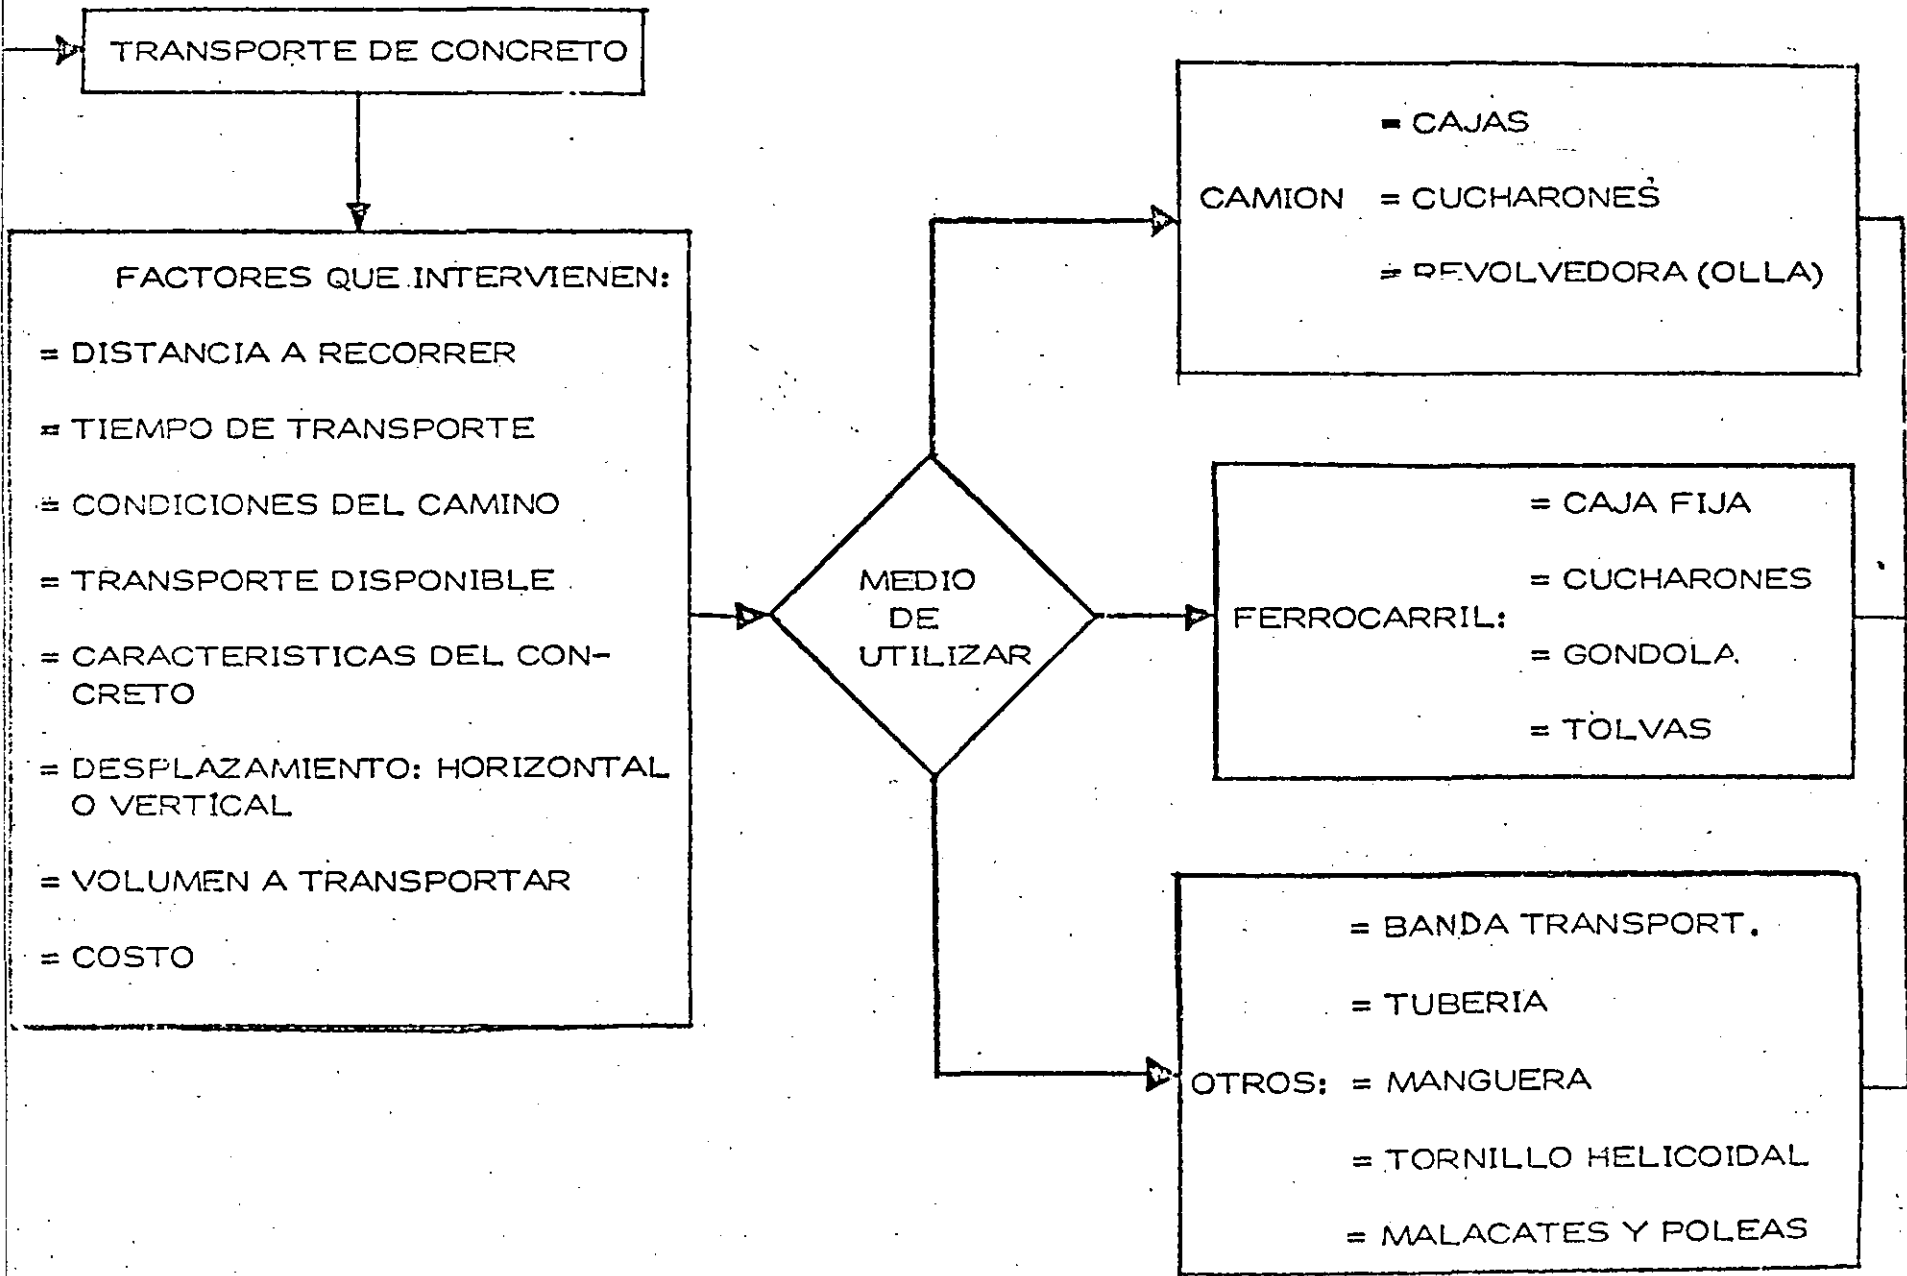 TRANSPORTE DE CONCRETO
FACTORES QUE INTERVIENEN:
= DISTANCIA A RECORRER
= TIEMPO DE TRANSPORTE
= CONDICIONES DEL CAMINO
= TRANSPORTE DISPONIBLE
= CARACTERISTICAS DEL CON-
CRETO
= DESPLAZAMIENTO: HORIZONTAL
O VERTICAL
= VOLUMEN A TRANSPORTAR
= COSTO
MEDIO
DE
UTILIZAR
= CAJAS
CAMION = CUCHARONES
= REVOLVEDORA (OLLA)
= CAJA FIJA
= CUCHARONES
FERROCARRIL:
= GONDOLA
= TOLVAS
= BANDA TRANSPORT.
= TUBERIA
OTROS: = MANGUERA
= TORNILLO HELICOIDAL
= MALACATES Y POLEAS